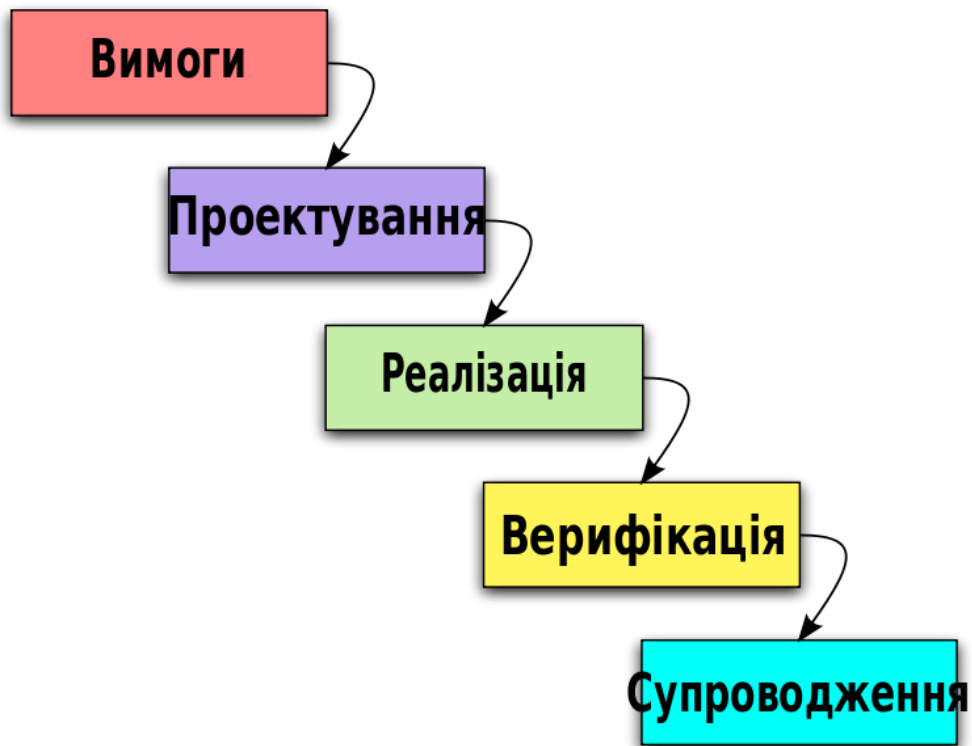 Вимоги
Проектування
Реалізація
Верифікація
Супроводження